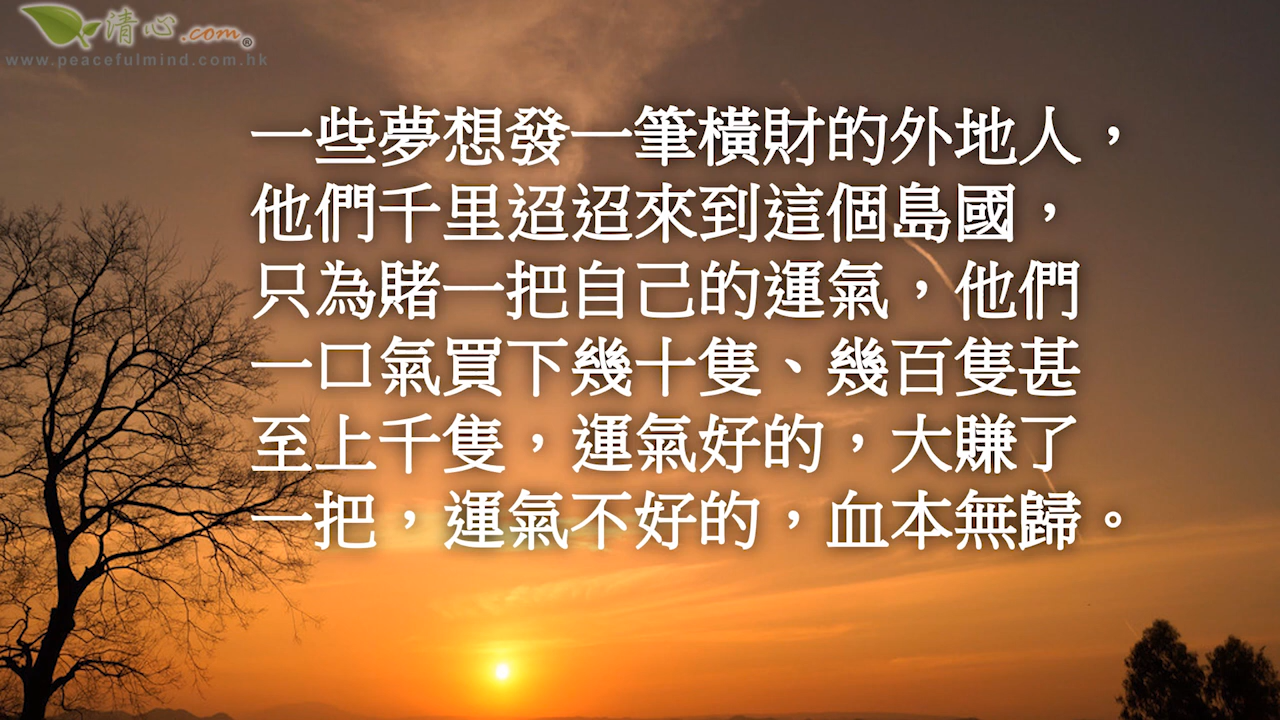 清心.com®
www.peacefulmind.com.hk
一些夢想發一筆橫財的外地人，
他們千里迢迢來到這個島國，
只為賭一把自己的運氣，他們
一口氣買下幾十隻、幾百隻甚
至上千隻，運氣好的，大賺了
一把，運氣不好的，血本無歸。